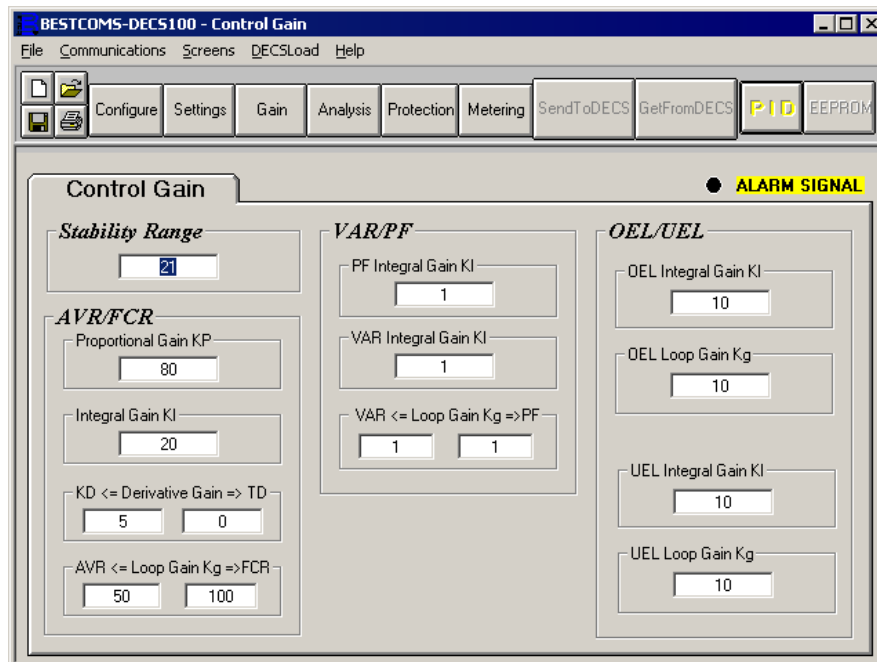 BESTCOMS-DECS100 - Control Gain
File Communications Screens DECSLoad Help
Configure Settings Gain Analysis Protection Metering SendToDECS GetFromDECS PID EEPROM
Control Gain
ALARM SIGNAL
Stability Range
21
AVR/FCR
Proportional Gain KP
80
Integral Gain KI
20
KD <= Derivative Gain => TD
5 0
AVR <= Loop Gain Kg =>FCR
50 100
VAR/PF
PF Integral Gain KI
1
VAR Integral Gain KI
1
VAR <= Loop Gain Kg =>PF
1 1
OEL/UEL
OEL Integral Gain KI
10
OEL Loop Gain Kg
10
UEL Integral Gain KI
10
UEL Loop Gain Kg
10